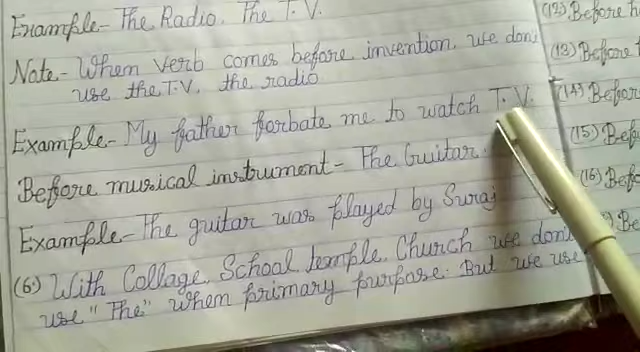 Example- The Radio. The T.V.
Note- When verb comes before invention, we don't
use the T.V. the radio
Example- My father forbate me to watch T.V.
Before musical instrument- The Guitar.
Example- The guitar was played by Suraj
(6) With Collage, School temple, Church we don't
use "The" when primary purpose. But we use
(12) Before
(13) Before
(14) Before
(15) Bef
(16) Befo
Be